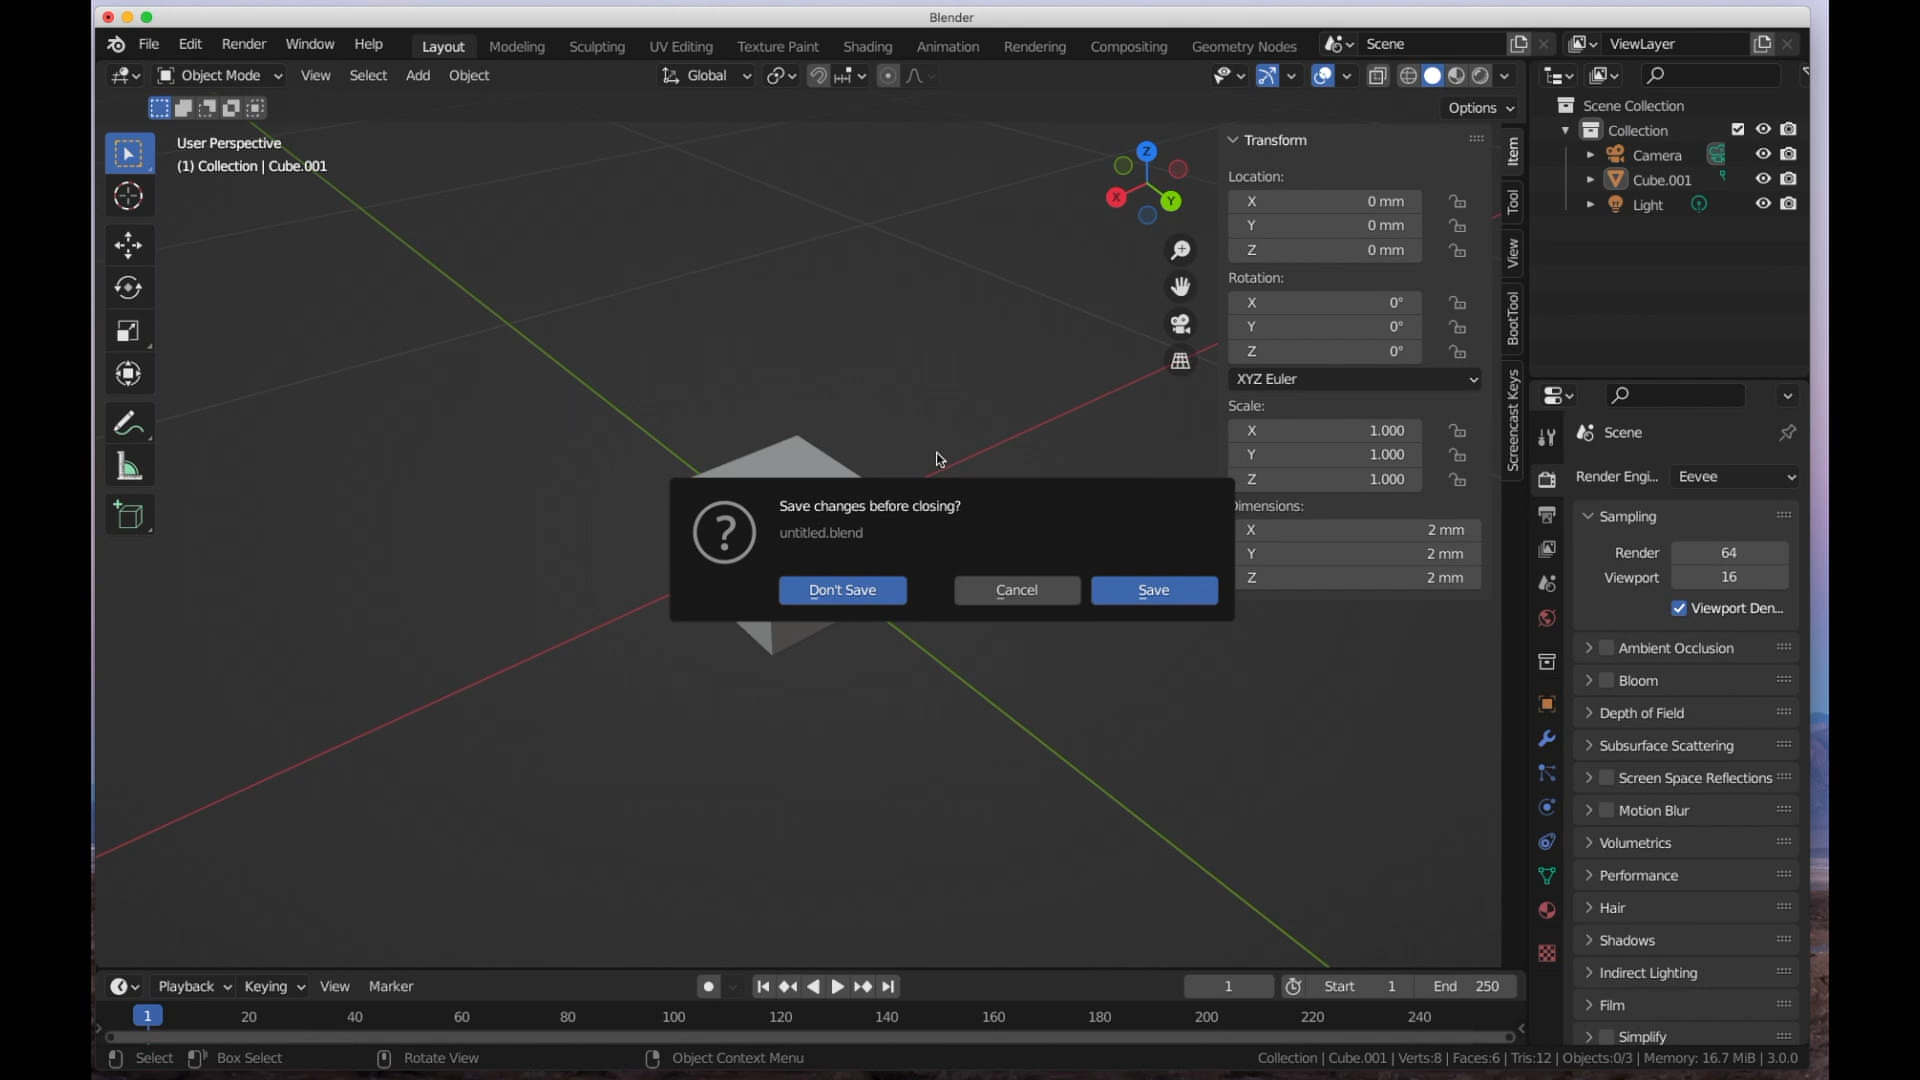 Blender
File Edit Render Window Help Layout Modeling Sculpting UV Editing Texture Paint Shading Animation Rendering Compositing Geometry Nodes Scene ViewLayer
Object Mode View Select Add Object Global
Options
User Perspective
(1) Collection | Cube.001
Z
X
Y
Transform
Location:
X 0 mm
Y 0 mm
Z 0 mm
Rotation:
X 0°
Y 0°
Z 0°
XYZ Euler
Scale:
X 1.000
Y 1.000
Z 1.000
Dimensions:
X 2 mm
Y 2 mm
Z 2 mm
Item
Tool
View
BootTool
Screencast Keys
Save changes before closing?
untitled.blend
Don't Save Cancel Save
Scene Collection
Collection
Camera
Cube.001
Light
Scene
Render Engi... Eevee
Sampling
Render 64
Viewport 16
Viewport Den...
Ambient Occlusion
Bloom
Depth of Field
Subsurface Scattering
Screen Space Reflections
Motion Blur
Volumetrics
Performance
Hair
Shadows
Indirect Lighting
Film
Simplify
Playback Keying View Marker 1 Start 1 End 250
1 20 40 60 80 100 120 140 160 180 200 220 240
Select Box Select Rotate View Object Context Menu Collection | Cube.001 | Verts:8 | Faces:6 | Tris:12 | Objects:0/3 | Memory: 16.7 MiB | 3.0.0